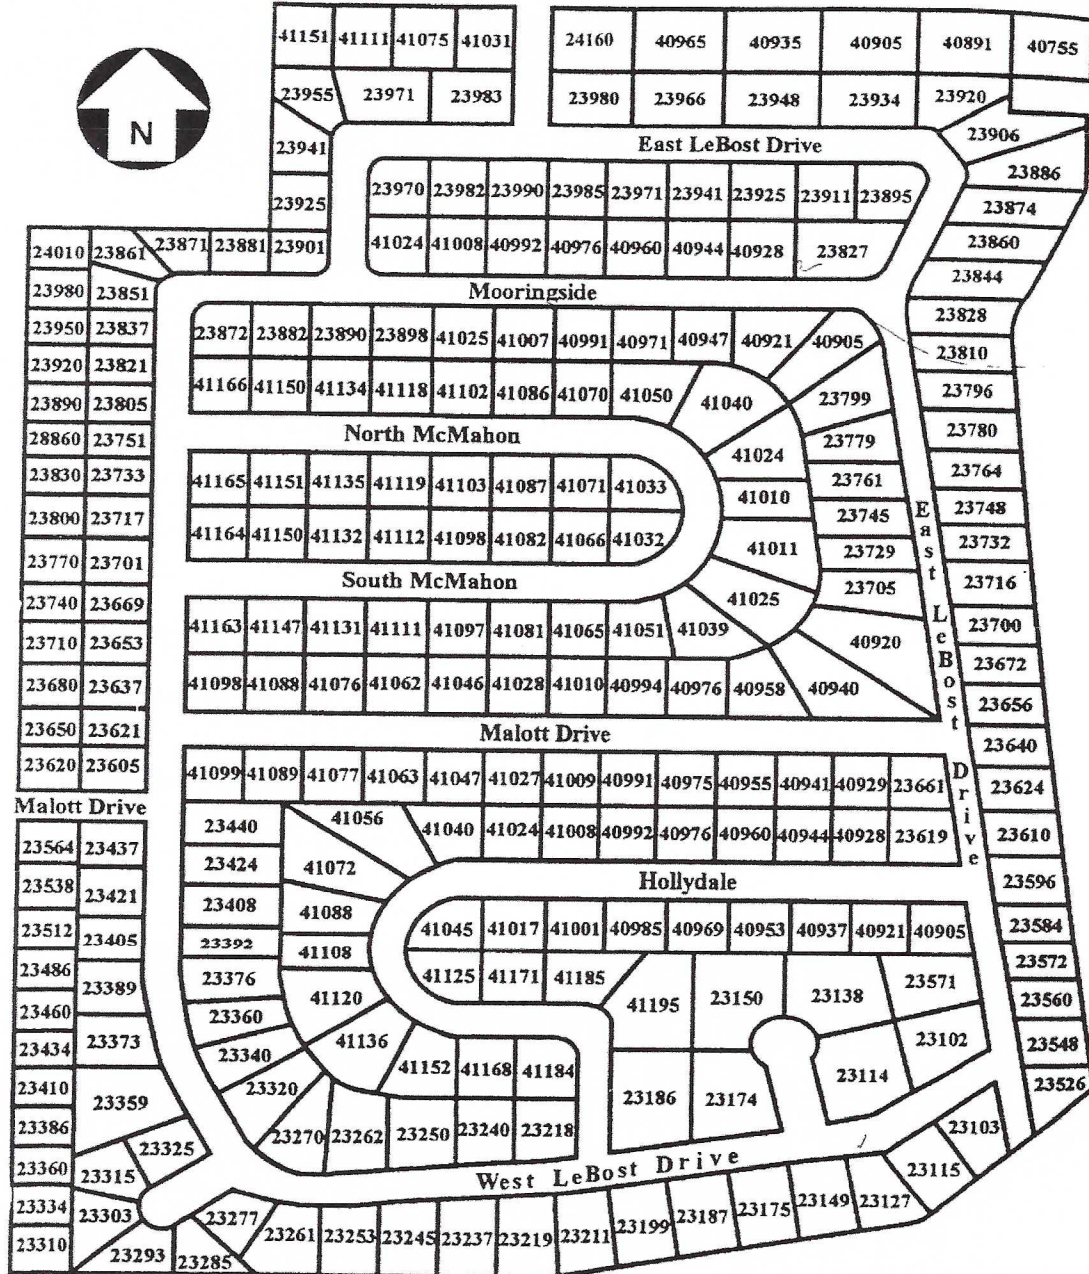 41151 41111 41075 41031 24160 40965 40935 40905 40891 40755
23955 23971 23983 23980 23966 23948 23934 23920
N
23906
East LeBost Drive
23941
23886
23970 23982 23990 23985 23971 23941 23925 23911 23895
23925
23874
41024 41008 40992 40976 40960 40944 40928 23827
24010 23861 23871 23881 23901
23860
23844
23980 23851
Mooringside
23828
23950 23837
23872 23882 23890 23898 41025 41007 40991 40971 40947 40921 40905
23810
23920 23821
41166 41150 41134 41118 41102 41086 41070 41050 41040 23799
23796
23890 23805
28860 23751
North McMahon
23779
23780
41024
23830 23733
41165 41151 41135 41119 41103 41087 41071 41033
23761
23764
41010
23800 23717
23745
23748
41164 41150 41132 41112 41098 41082 41066 41032
41011
23729
23732
23770 23701
South McMahon
23705
23716
23740 23669
41025
23700
41163 41147 41131 41111 41097 41081 41065 41051 41039
40920
23710 23653
23672
23680 23637
41098 41088 41076 41062 41046 41028 41010 40994 40976 40958 40940
23656
East LeBost Drive
23650 23621
Malott Drive
23640
23620 23605
41099 41089 41077 41063 41047 41027 41009 40991 40975 40955 40941 40929 23661
23624
Malott Drive
23440 41056 41040 41024 41008 40992 40976 40960 40944 40928 23619
23610
23564 23437
23424 41072
Hollydale
23596
23538 23421
23408 41088
41045 41017 41001 40985 40969 40953 40937 40921 40905
23584
23512 23405
23392 41108
23572
23486 23389
23376 41120
41125 41171 41185 41195 23150 23138 23571
23560
23460
23360
23434 23373
23340 41136
23102
23548
41152 41168 41184
23410 23359
23320
23186 23174 23114
23526
23386
23325
23270 23262 23250 23240 23218
23103
23360 23315
West LeBost Drive
23115
23334 23303
23277 23261 23253 23245 23237 23219 23211 23199 23187 23175 23149 23127
23310 23293 23285